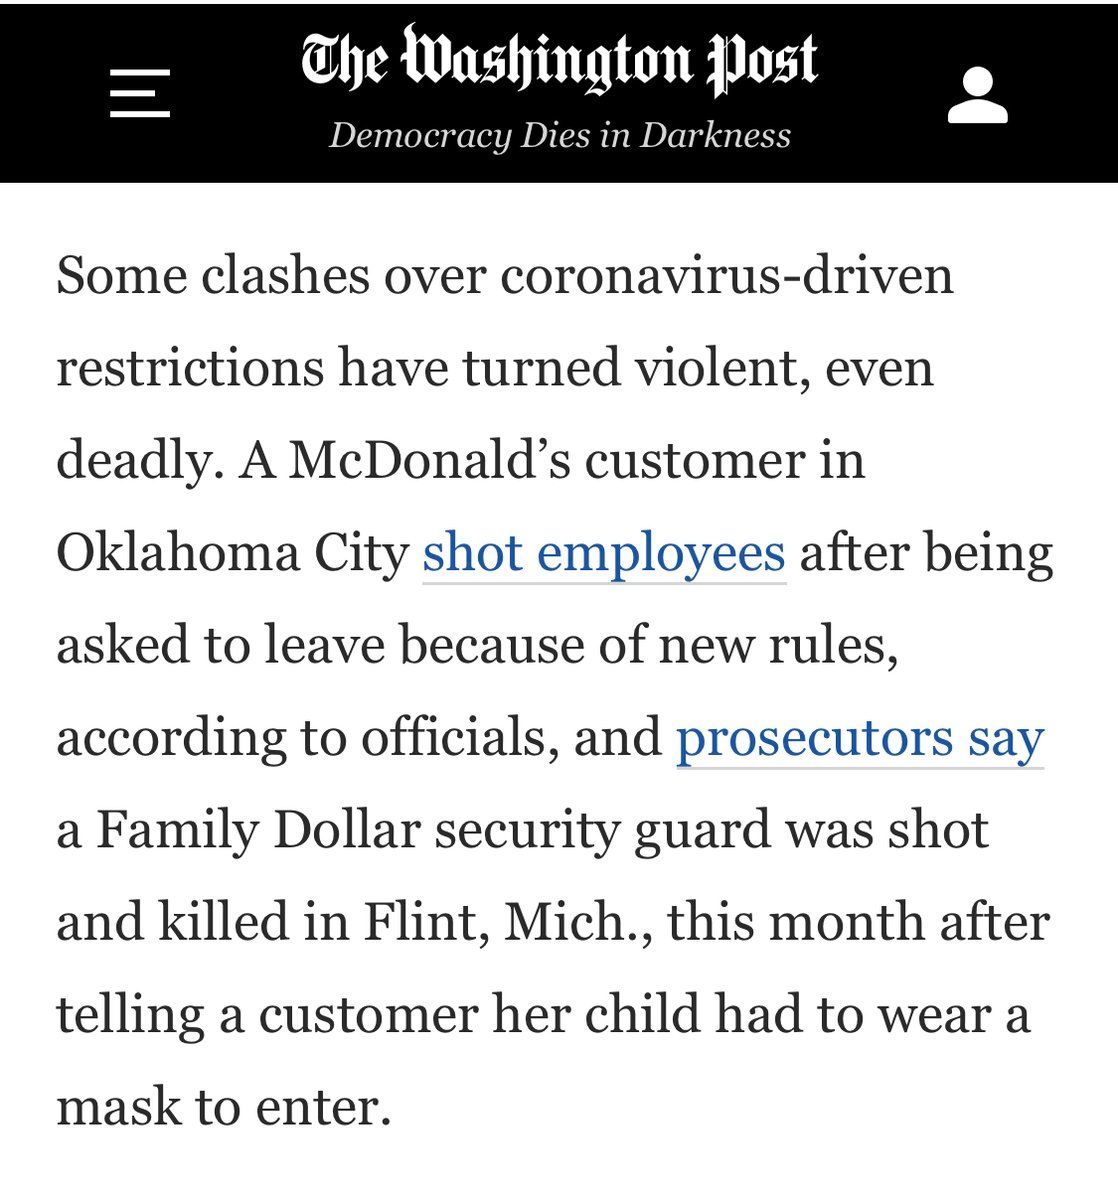 The Washington Post
Democracy Dies in Darkness
Some clashes over coronavirus-driven
restrictions have turned violent, even
deadly. A McDonald’s customer in
Oklahoma City shot employees after being
asked to leave because of new rules,
according to officials, and prosecutors say
a Family Dollar security guard was shot
and killed in Flint, Mich., this month after
telling a customer her child had to wear a
mask to enter.